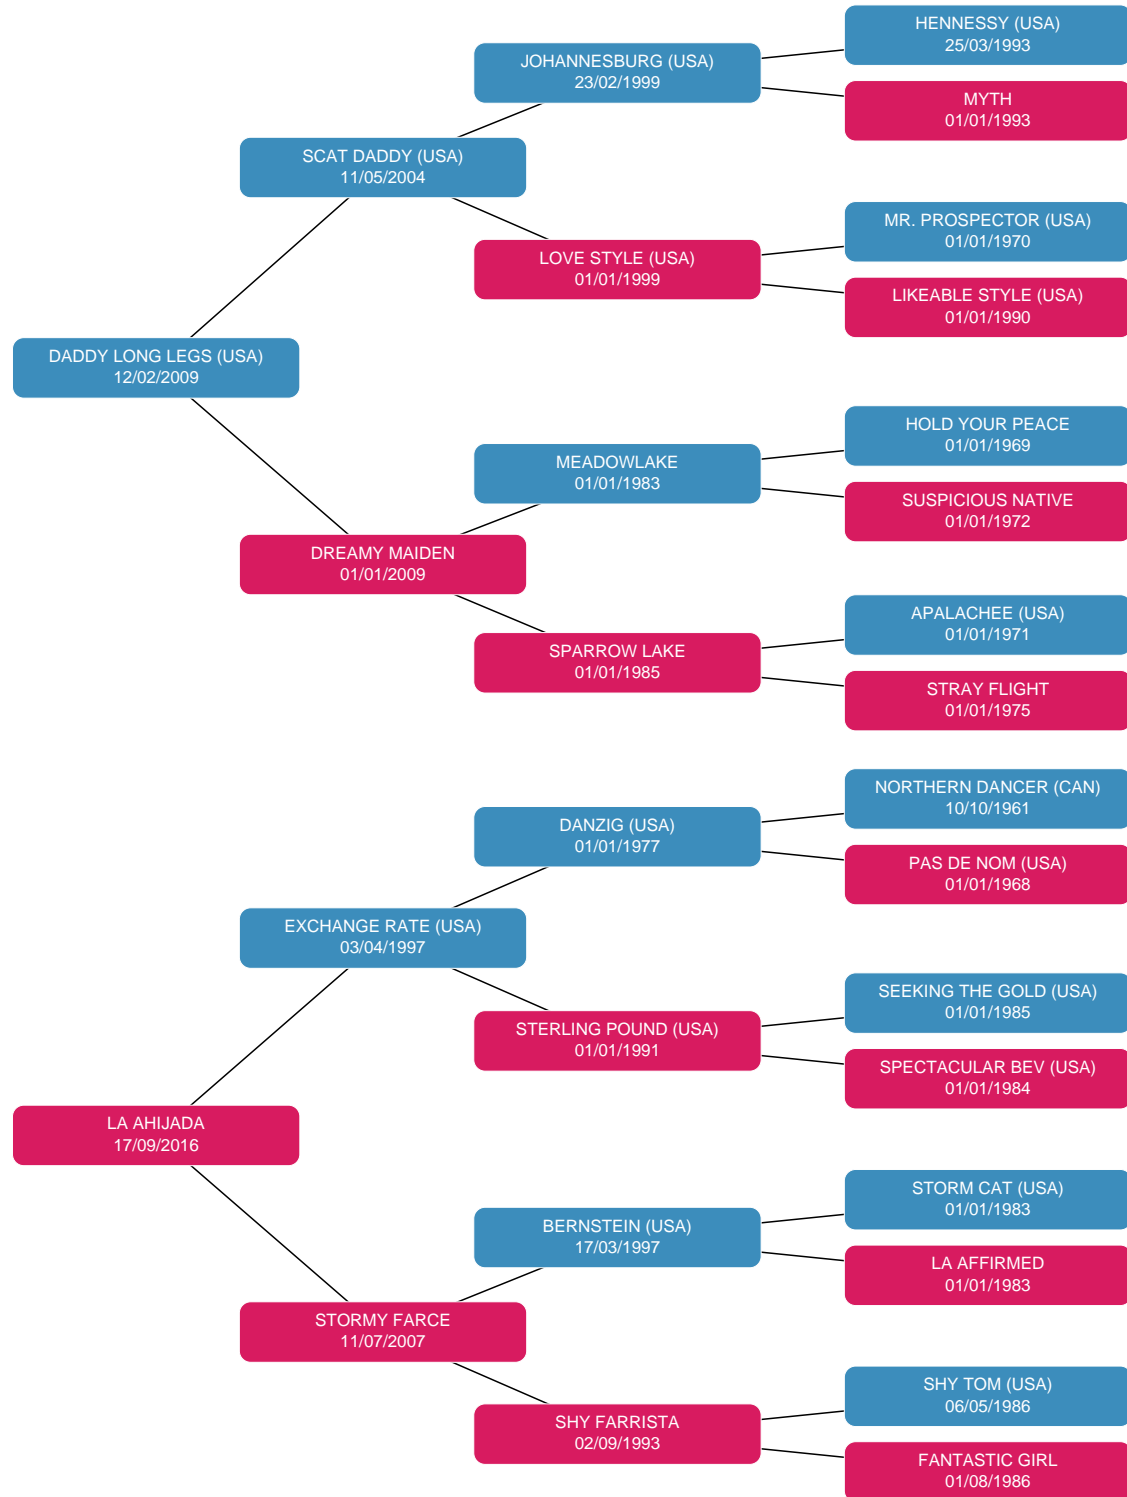 HENNESSY (USA)
25/03/1993
JOHANNESBURG (USA)
23/02/1999
MYTH
01/01/1993
SCAT DADDY (USA)
11/05/2004
MR. PROSPECTOR (USA)
01/01/1970
LOVE STYLE (USA)
01/01/1999
LIKEABLE STYLE (USA)
01/01/1990
DADDY LONG LEGS (USA)
12/02/2009
HOLD YOUR PEACE
01/01/1969
MEADOWLAKE
01/01/1983
SUSPICIOUS NATIVE
01/01/1972
DREAMY MAIDEN
01/01/2009
APALACHEE (USA)
01/01/1971
SPARROW LAKE
01/01/1985
STRAY FLIGHT
01/01/1975
NORTHERN DANCER (CAN)
10/10/1961
DANZIG (USA)
01/01/1977
PAS DE NOM (USA)
01/01/1968
EXCHANGE RATE (USA)
03/04/1997
SEEKING THE GOLD (USA)
01/01/1985
STERLING POUND (USA)
01/01/1991
SPECTACULAR BEV (USA)
01/01/1984
LA AHIJADA
17/09/2016
STORM CAT (USA)
01/01/1983
BERNSTEIN (USA)
17/03/1997
LA AFFIRMED
01/01/1983
STORMY FARCE
11/07/2007
SHY TOM (USA)
06/05/1986
SHY FARRISTA
02/09/1993
FANTASTIC GIRL
01/08/1986